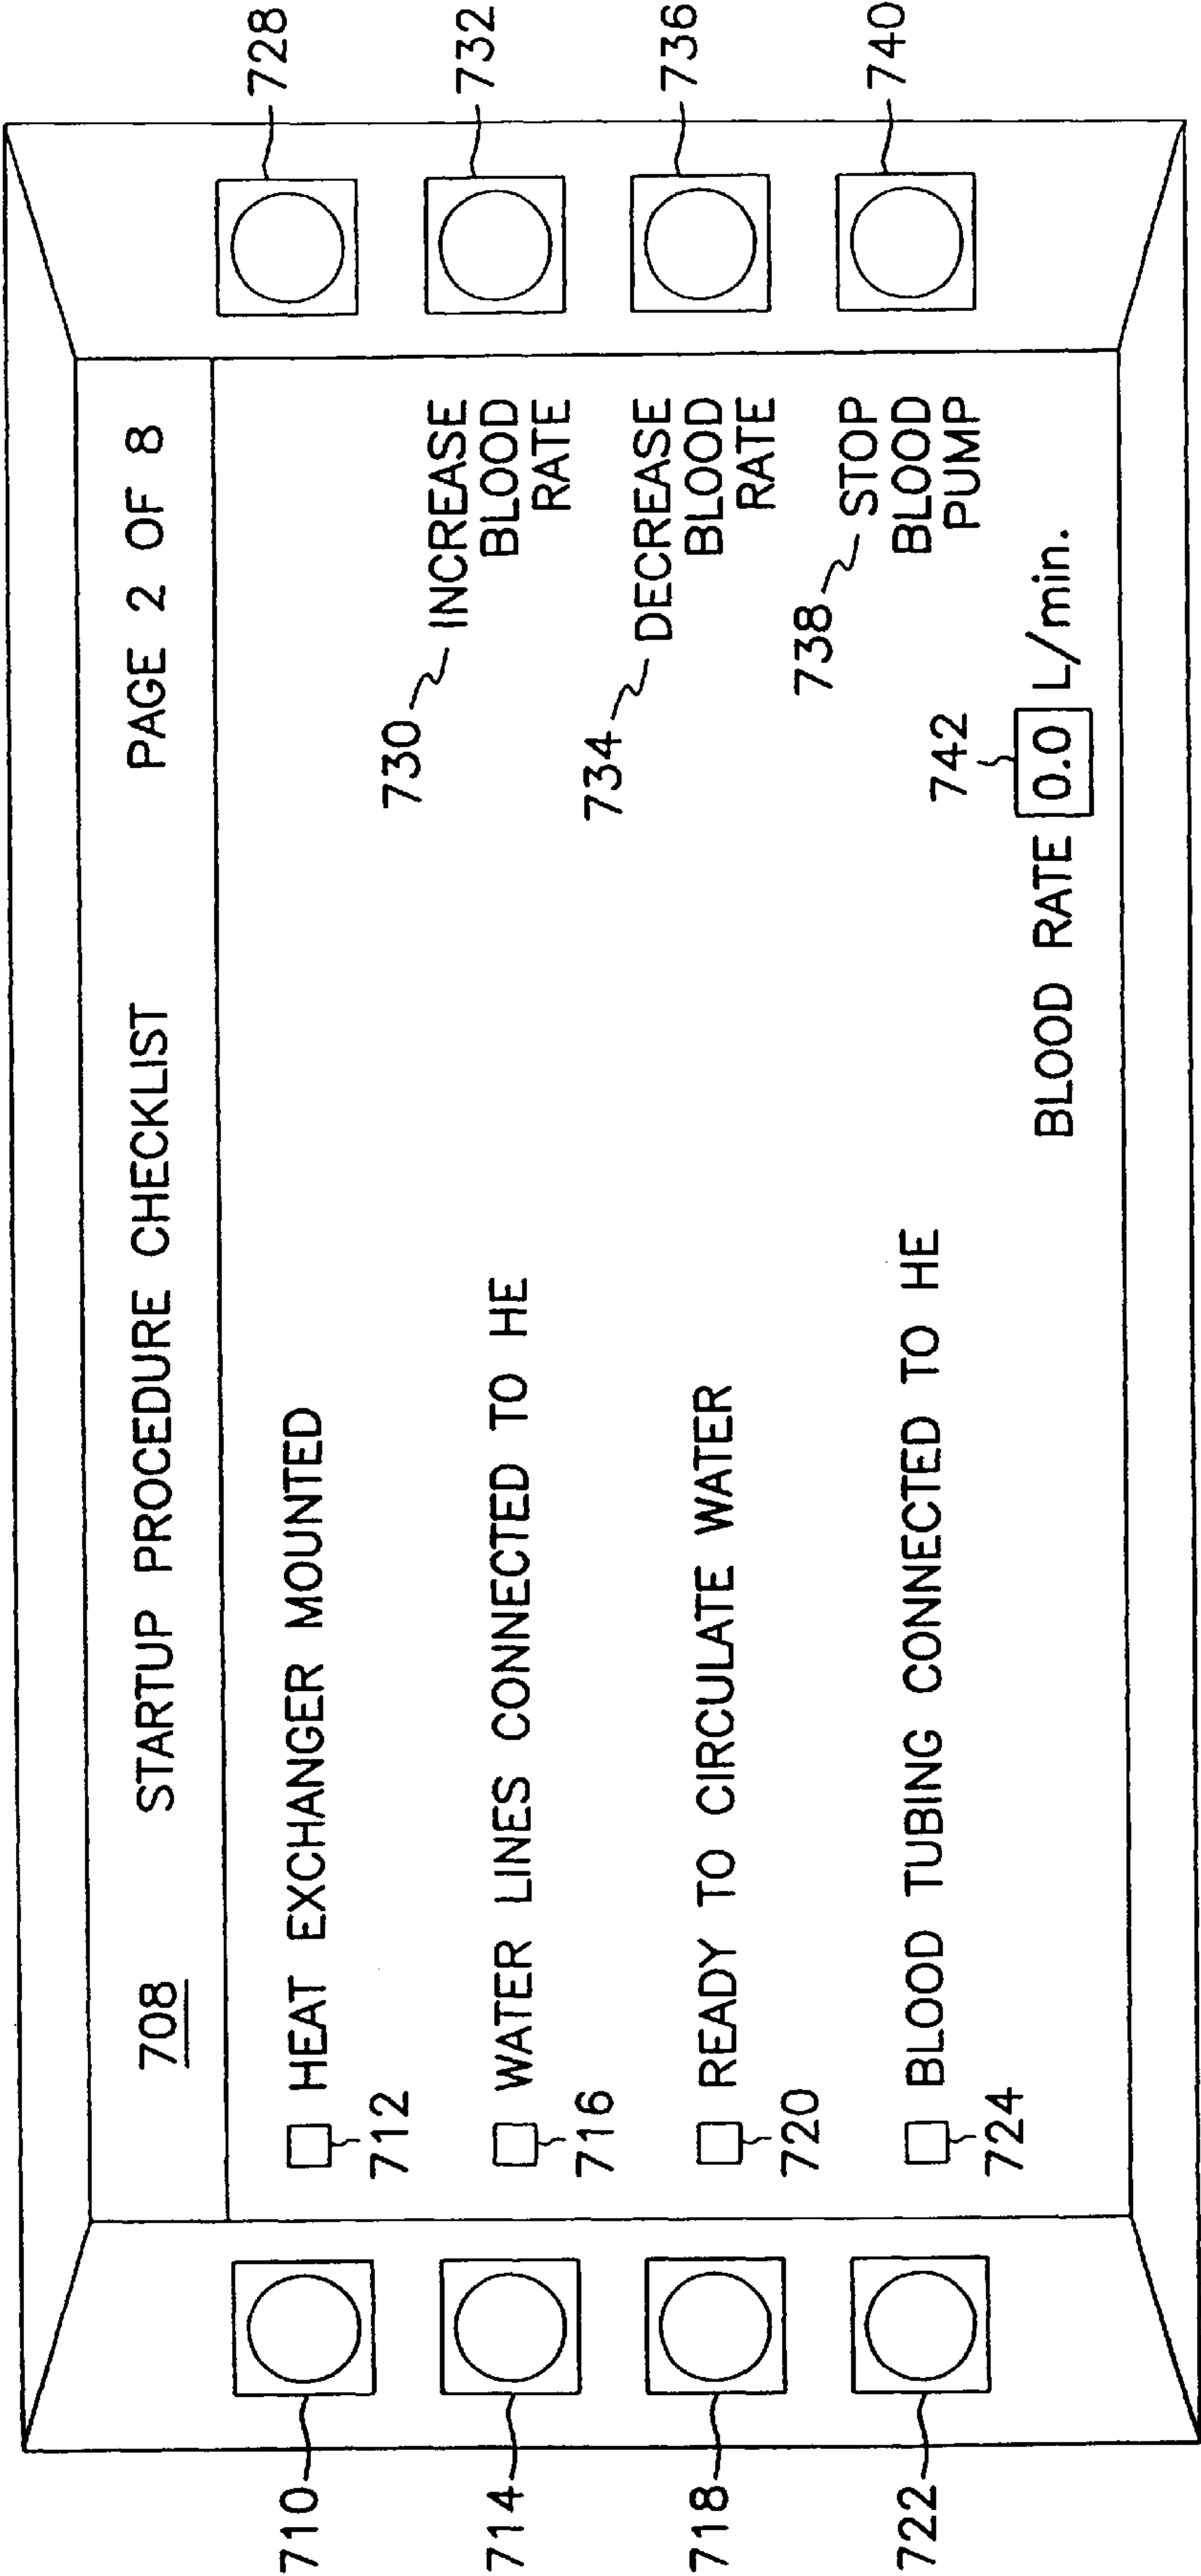 708 STARTUP PROCEDURE CHECKLIST PAGE 2 OF 8
710
HEAT EXCHANGER MOUNTED
712
728
714
WATER LINES CONNECTED TO HE
716
730 INCREASE
BLOOD
RATE
732
718
READY TO CIRCULATE WATER
720
734 DECREASE
BLOOD
RATE
736
722
BLOOD TUBING CONNECTED TO HE
724
738 STOP
BLOOD
PUMP
740
742
BLOOD RATE 0.0 L/min.